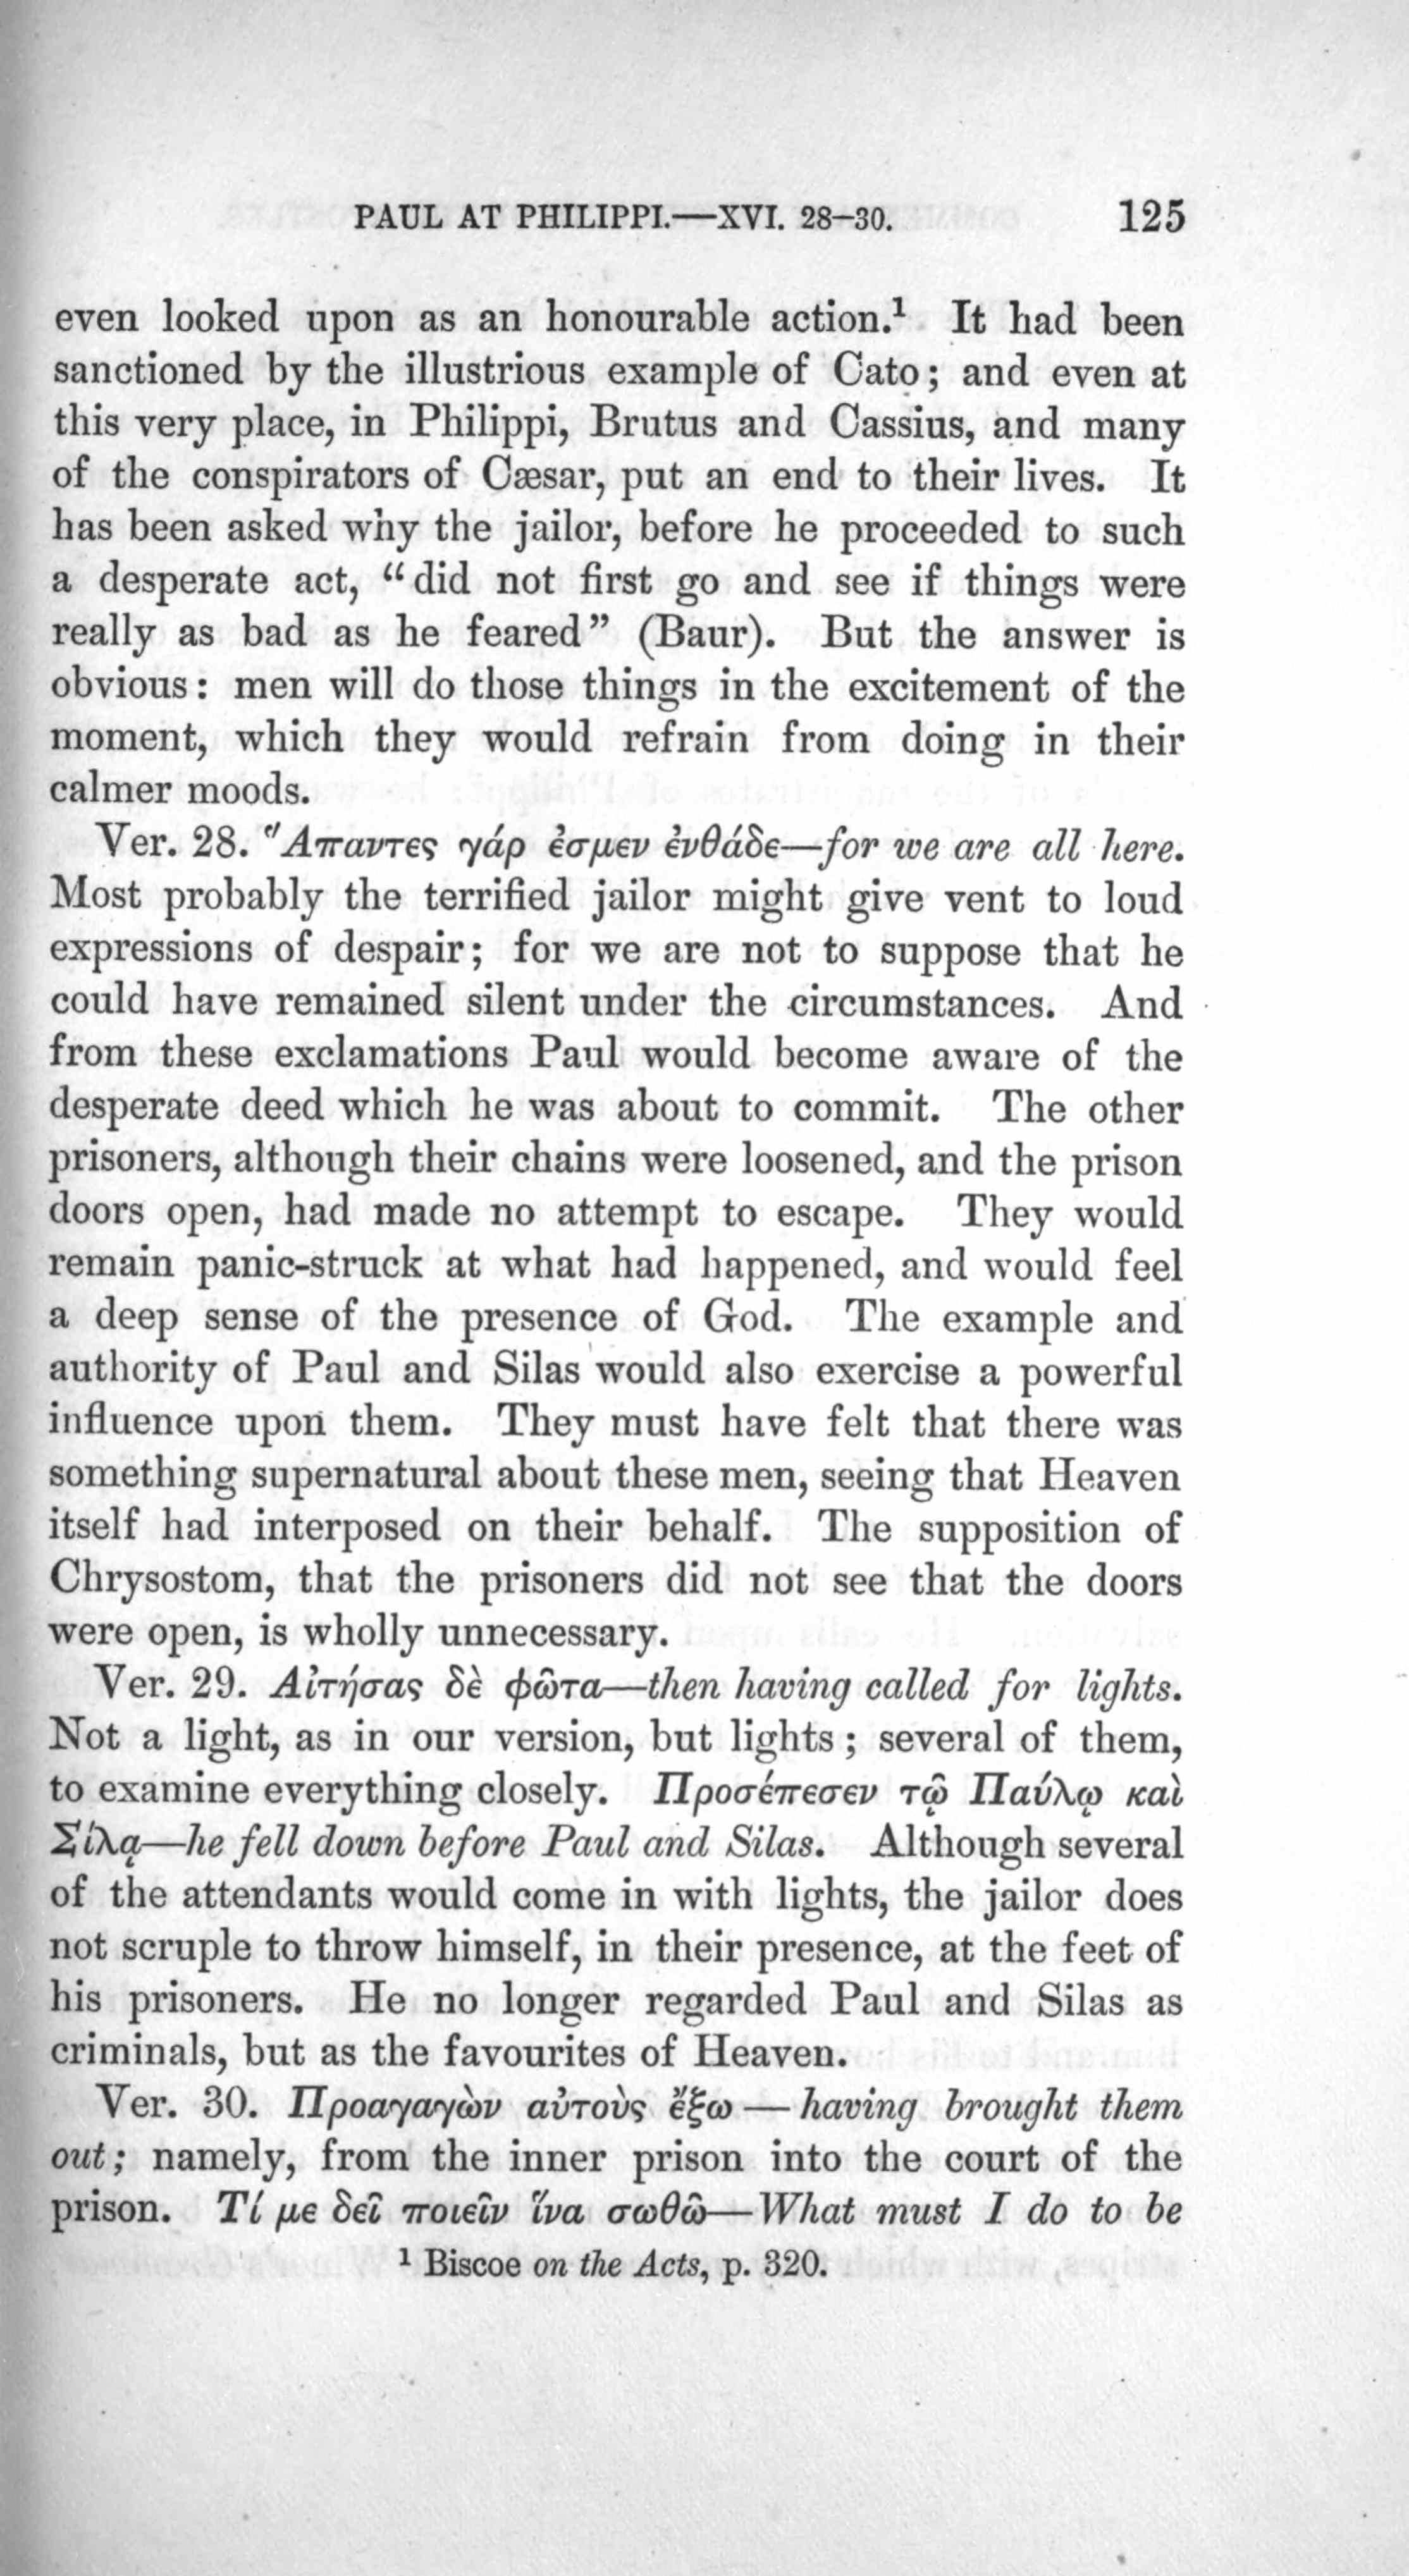 PAUL AT PHILIPPI.—XVI. 28–30. 125
even looked upon as an honourable action.¹ It had been
sanctioned by the illustrious example of Cato; and even at
this very place, in Philippi, Brutus and Cassius, and many
of the conspirators of Cæsar, put an end to their lives. It
has been asked why the jailor, before he proceeded to such
a desperate act, “did not first go and see if things were
really as bad as he feared” (Baur). But the answer is
obvious: men will do those things in the excitement of the
moment, which they would refrain from doing in their
calmer moods.
Ver. 28. Ἅπαντες γάρ ἐσμεν ἐνθάδε—for we are all here.
Most probably the terrified jailor might give vent to loud
expressions of despair; for we are not to suppose that he
could have remained silent under the circumstances. And
from these exclamations Paul would become aware of the
desperate deed which he was about to commit. The other
prisoners, although their chains were loosened, and the prison
doors open, had made no attempt to escape. They would
remain panic-struck at what had happened, and would feel
a deep sense of the presence of God. The example and
authority of Paul and Silas would also exercise a powerful
influence upon them. They must have felt that there was
something supernatural about these men, seeing that Heaven
itself had interposed on their behalf. The supposition of
Chrysostom, that the prisoners did not see that the doors
were open, is wholly unnecessary.
Ver. 29. Αἰτήσας δὲ φῶτα—then having called for lights.
Not a light, as in our version, but lights; several of them,
to examine everything closely. Προσέπεσεν τῷ Παύλῳ καὶ
Σίλᾳ—he fell down before Paul and Silas. Although several
of the attendants would come in with lights, the jailor does
not scruple to throw himself, in their presence, at the feet of
his prisoners. He no longer regarded Paul and Silas as
criminals, but as the favourites of Heaven.
Ver. 30. Προαγαγὼν αὐτοὺς ἔξω — having brought them
out; namely, from the inner prison into the court of the
prison. Τί με δεῖ ποιεῖν ἵνα σωθῶ—What must I do to be
¹ Biscoe on the Acts, p. 320.